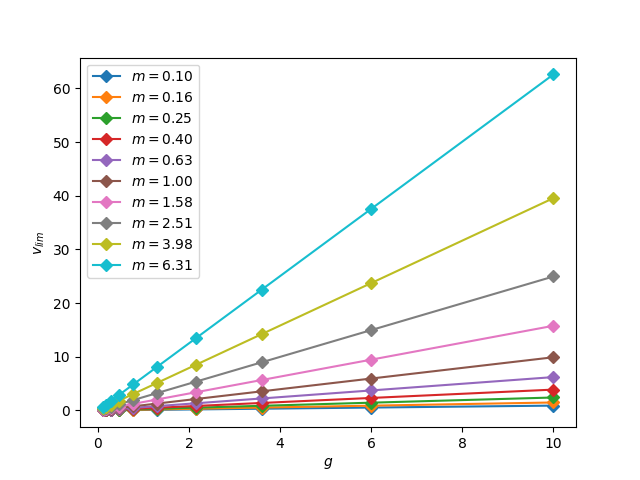 60
50
40
30
20
10
0
v_lim
m = 0.10
m = 0.16
m = 0.25
m = 0.40
m = 0.63
m = 1.00
m = 1.58
m = 2.51
m = 3.98
m = 6.31
0 2 4 6 8 10
g